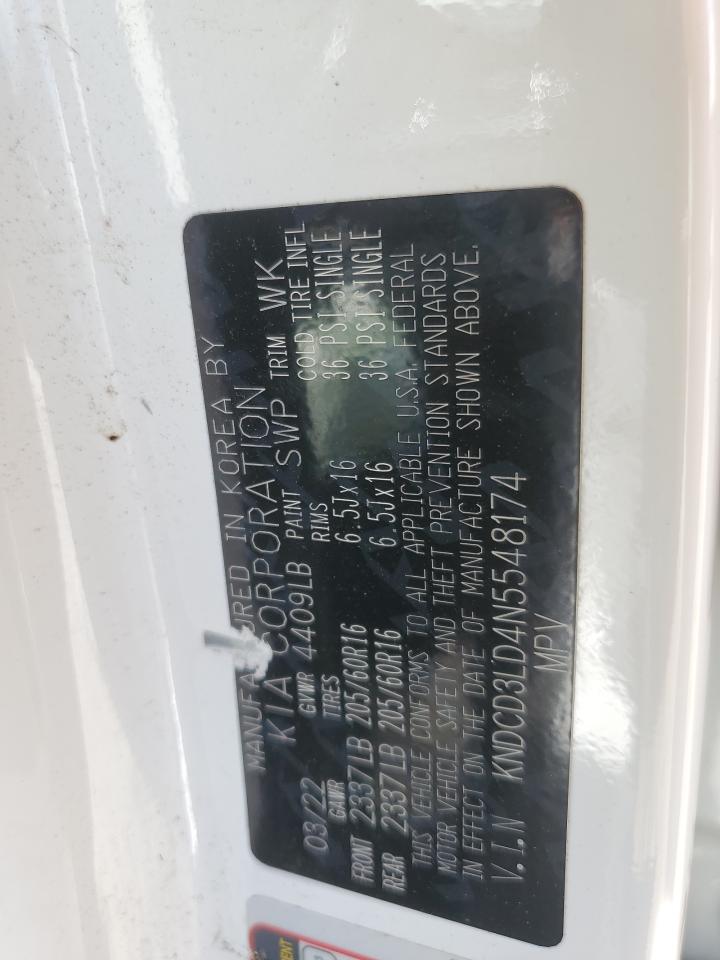 MANUFACTURED IN KOREA BY
KIA CORPORATION
03/22 GVWR 4409LB PAINT SWP TRIM WK
GAWR TIRES RIMS COLD TIRE INFL
FRONT 2337LB 205/60R16 6.5Jx16 36 PSI SINGLE
REAR 2337LB 205/60R16 6.5Jx16 36 PSI SINGLE
THIS VEHICLE CONFORMS TO ALL APPLICABLE U.S.A. FEDERAL
MOTOR VEHICLE SAFETY AND THEFT PREVENTION STANDARDS
IN EFFECT ON THE DATE OF MANUFACTURE SHOWN ABOVE.
V.I.N KNDCD3LD4N5548174
MPV